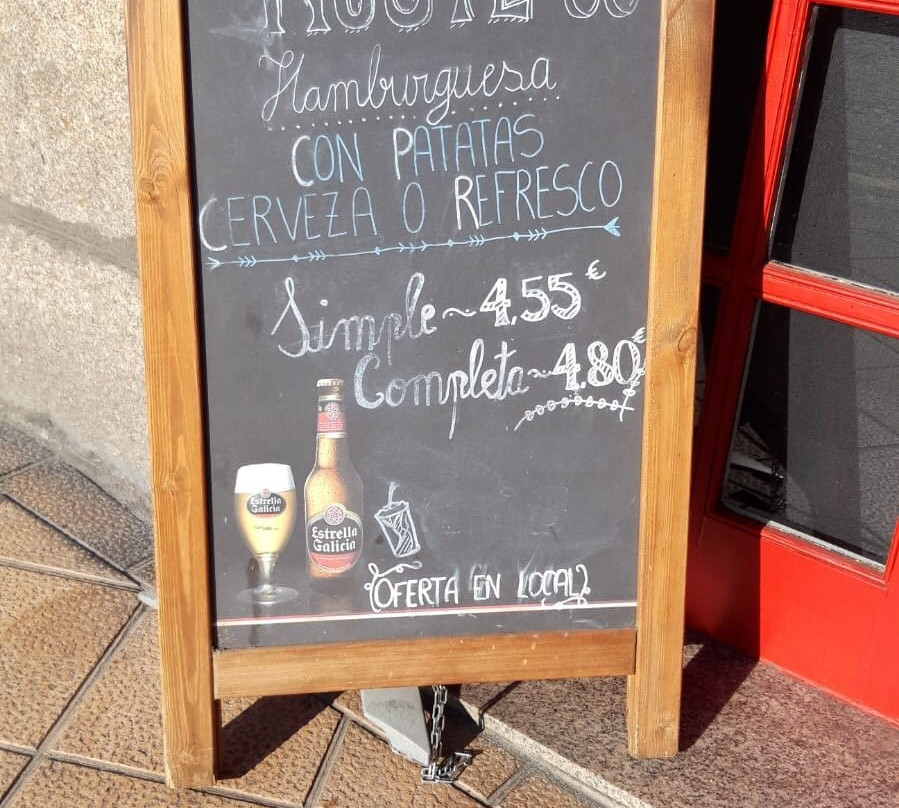 Hamburguesa
CON PATATAS
CERVEZA O REFRESCO
Simple ~ 4,55€
Completa ~ 4,80€
Estrella
Galicia
Estrella
Galicia
OFERTA EN LOCAL